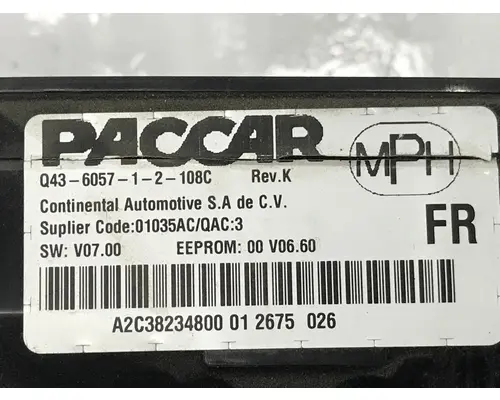 PACCAR
MPH
Q43-6057-1-2-108C Rev.K
Continental Automotive S.A de C.V.
Suplier Code:01035AC/QAC:3
FR
SW: V07.00 EEPROM: 00 V06.60
A2C38234800 01 2675 026